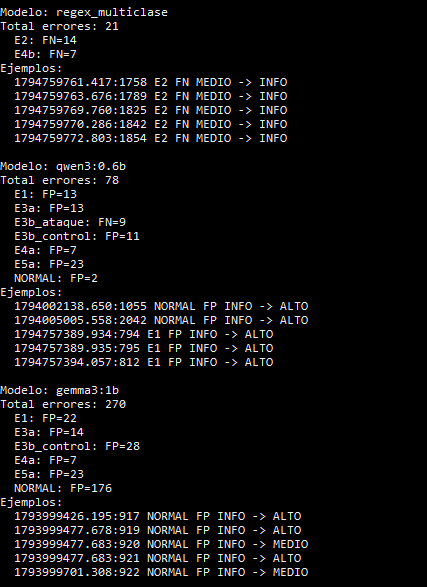 Modelo: regex_multiclase
Total errores: 21
  E2: FN=14
  E4b: FN=7
Ejemplos:
  1794759761.417:1758 E2 FN MEDIO -> INFO
  1794759763.676:1789 E2 FN MEDIO -> INFO
  1794759769.760:1825 E2 FN MEDIO -> INFO
  1794759770.286:1842 E2 FN MEDIO -> INFO
  1794759772.803:1854 E2 FN MEDIO -> INFO

Modelo: qwen3:0.6b
Total errores: 78
  E1: FP=13
  E3a: FP=13
  E3b_ataque: FN=9
  E3b_control: FP=11
  E4a: FP=7
  E5a: FP=23
  NORMAL: FP=2
Ejemplos:
  1794002138.650:1055 NORMAL FP INFO -> ALTO
  1794005005.558:2042 NORMAL FP INFO -> ALTO
  1794757389.934:794 E1 FP INFO -> ALTO
  1794757389.935:795 E1 FP INFO -> ALTO
  1794757394.057:812 E1 FP INFO -> ALTO

Modelo: gemma3:1b
Total errores: 270
  E1: FP=22
  E3a: FP=14
  E3b_control: FP=28
  E4a: FP=7
  E5a: FP=23
  NORMAL: FP=176
Ejemplos:
  1793999426.195:917 NORMAL FP INFO -> ALTO
  1793999477.678:919 NORMAL FP INFO -> ALTO
  1793999477.683:920 NORMAL FP INFO -> MEDIO
  1793999477.683:921 NORMAL FP INFO -> ALTO
  1793999701.308:922 NORMAL FP INFO -> MEDIO